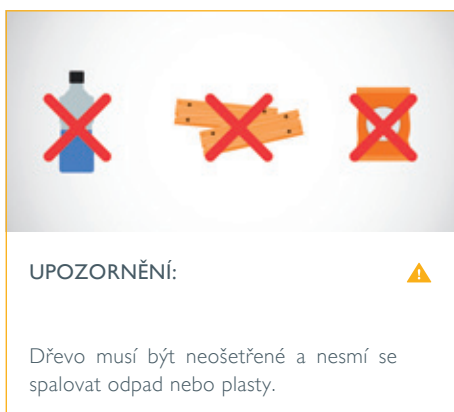 UPOZORNĚNÍ:
Dřevo musí být neošetřené a nesmí se
spalovat odpad nebo plasty.